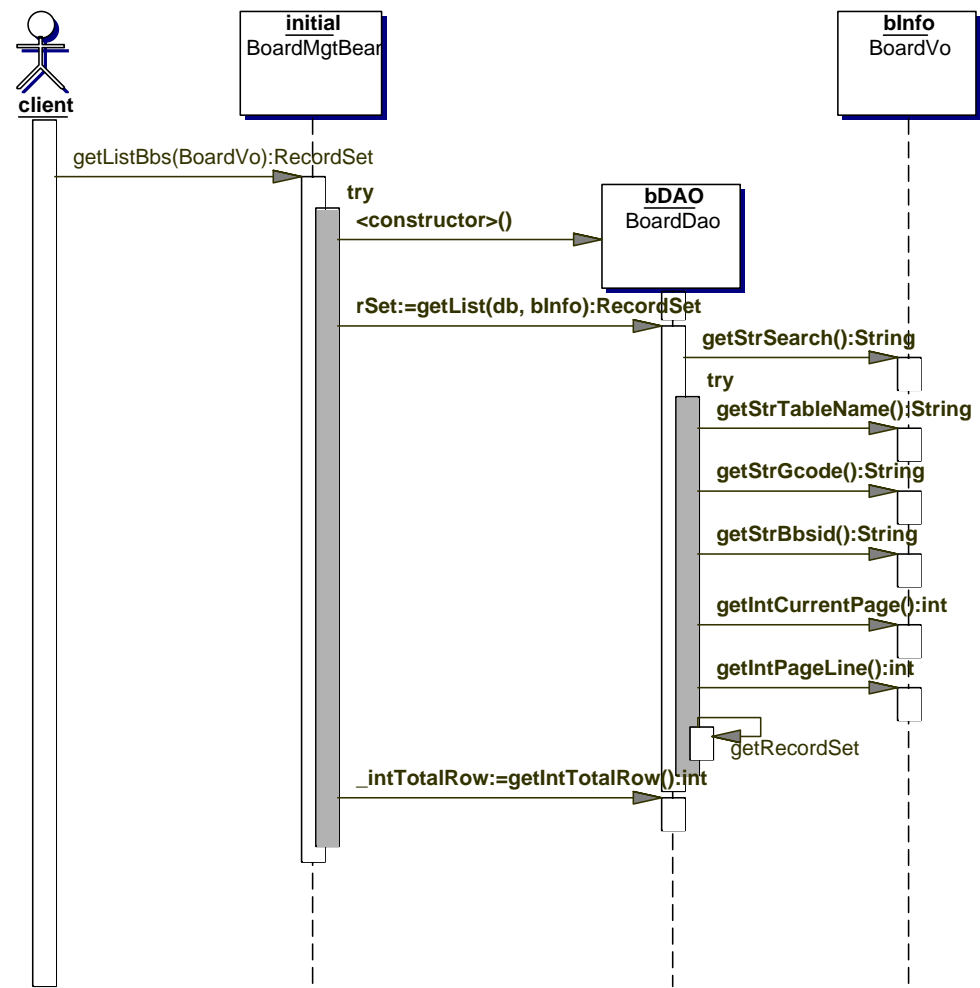 initial
BoardMgtBear
bInfo
BoardVo
client
getListBbs(BoardVo):RecordSet
try
<constructor>()
bDAO
BoardDao
rSet:=getList(db, bInfo):RecordSet
getStrSearch():String
try
getStrTableName():String
getStrGcode():String
getStrBbsid():String
getIntCurrentPage():int
getIntPageLine():int
getRecordSet
_intTotalRow:=getIntTotalRow():int